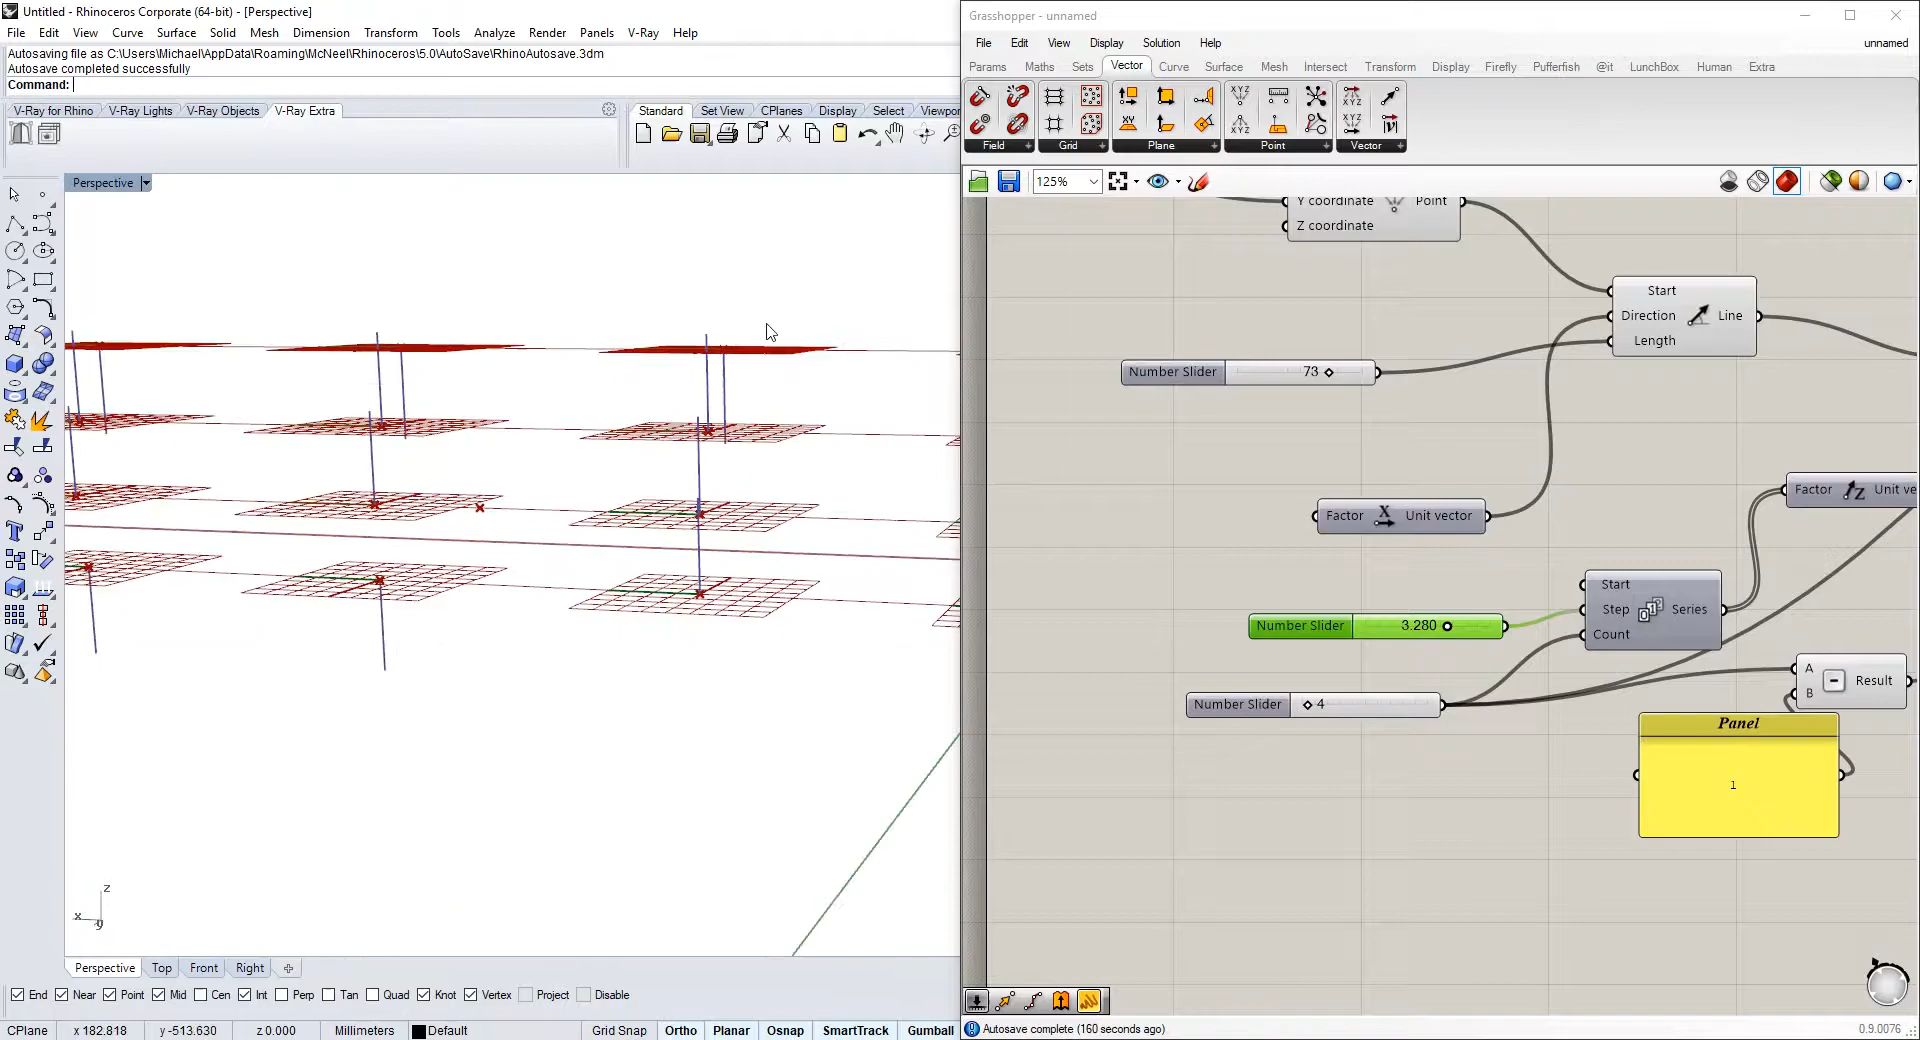 Untitled - Rhinoceros Corporate (64-bit) - [Perspective]
File Edit View Curve Surface Solid Mesh Dimension Transform Tools Analyze Render Panels V-Ray Help
Autosaving file as C:\Users\Michael\AppData\Roaming\McNeel\Rhinoceros\5.0\AutoSave\RhinoAutosave.3dm
Autosave completed successfully
Command:
V-Ray for Rhino V-Ray Lights V-Ray Objects V-Ray Extra
Standard Set View CPlanes Display Select Viewpor
Perspective
z
x
y
Perspective Top Front Right
End Near Point Mid Cen Int Perp Tan Quad Knot Vertex Project Disable
CPlane x 182.818 y -513.630 z 0.000 Millimeters Default Grid Snap Ortho Planar Osnap SmartTrack Gumball
Grasshopper - unnamed
File Edit View Display Solution Help unnamed
Params Maths Sets Vector Curve Surface Mesh Intersect Transform Display Firefly Pufferfish @it LunchBox Human Extra
Field Grid Plane Point Vector
125%
Y coordinate Point
Z coordinate
Start
Direction Line
Length
Number Slider 73
Factor X Unit vector
Factor Z Unit ve
Start
Step Series
Count
Number Slider 3.280
Number Slider 4
A
B
Result
Panel
1
Autosave complete (160 seconds ago) 0.9.0076